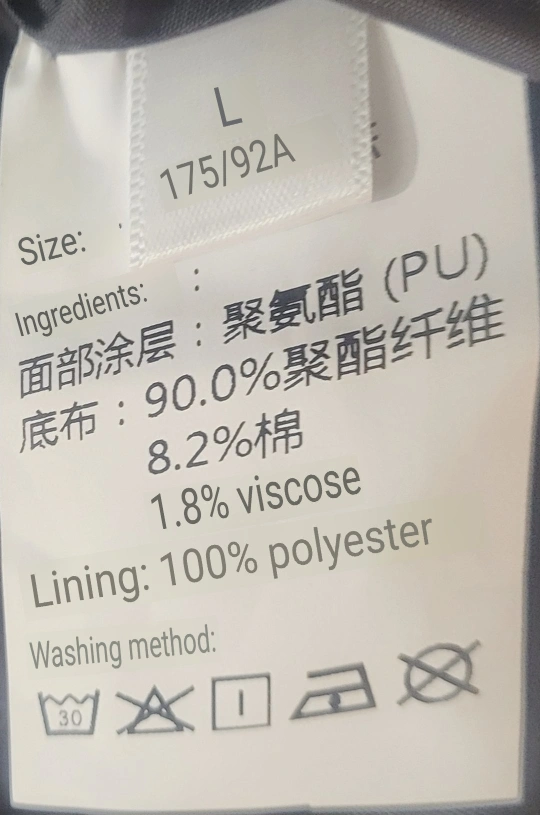 L
175/92A
Size:
Ingredients: :
面部涂层：聚氨酯 (PU)
底布：90.0%聚酯纤维
8.2%棉
1.8% viscose
Lining: 100% polyester
Washing method:
30